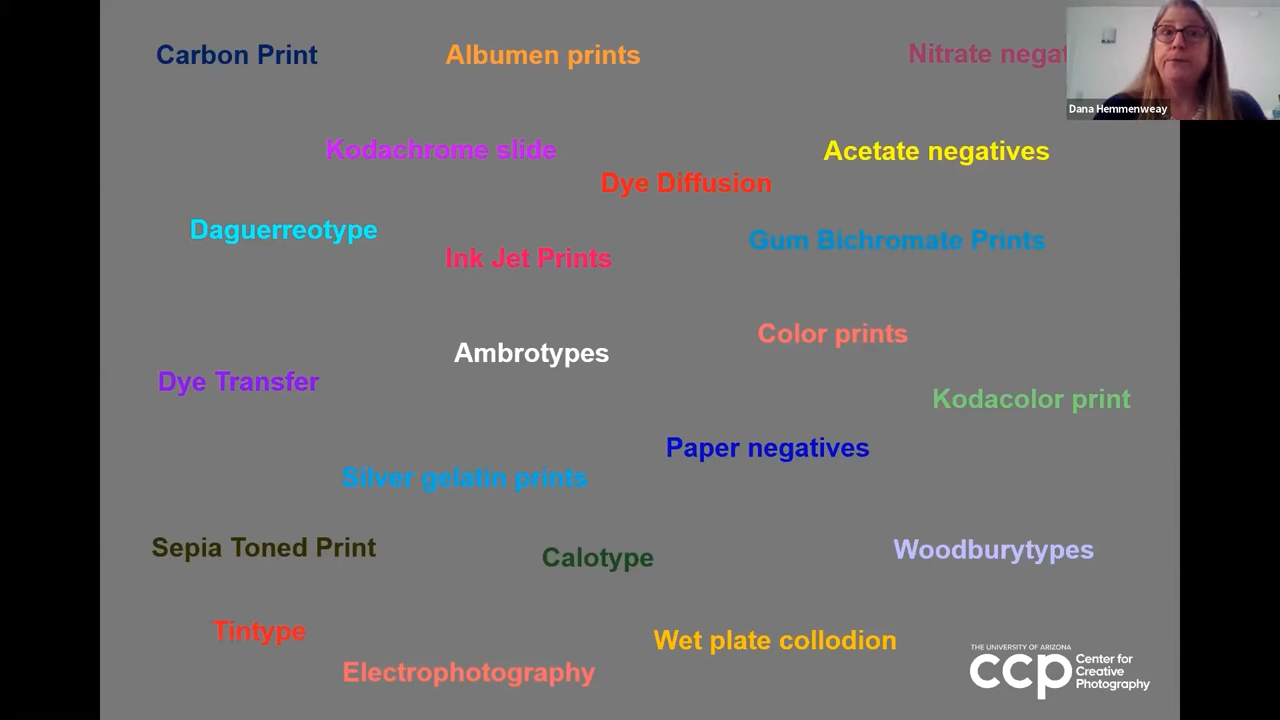 Carbon Print
Albumen prints
Nitrate
Dana Hemmenweay
Kodachrome slide
Acetate negatives
Dye Diffusion
Daguerreotype
Gum Bichromate Prints
Ink Jet Prints
Color prints
Ambrotypes
Dye Transfer
Kodacolor print
Paper negatives
Silver gelatin prints
Sepia Toned Print
Calotype
Woodburytypes
Tintype
Wet plate collodion
Electrophotography
THE UNIVERSITY OF ARIZONA
ccp
Center for
Creative
Photography